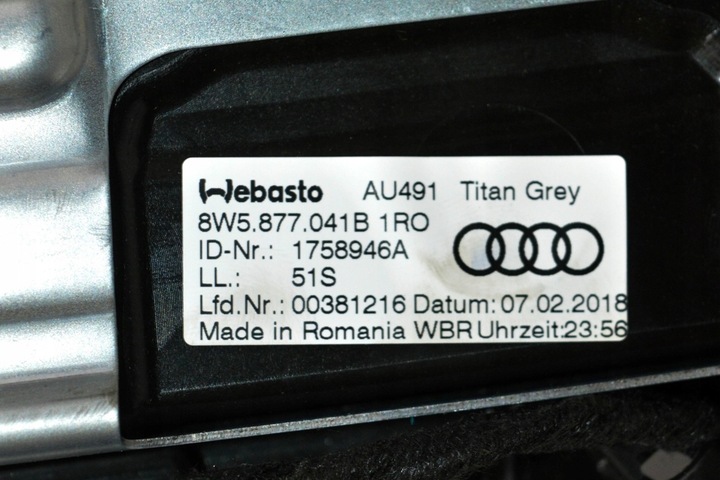 Webasto AU491 Titan Grey
8W5.877.041B 1RO
ID-Nr.: 1758946A
LL.: 51S
Lfd.Nr.: 00381216 Datum: 07.02.2018
Made in Romania WBR Uhrzeit:23:56